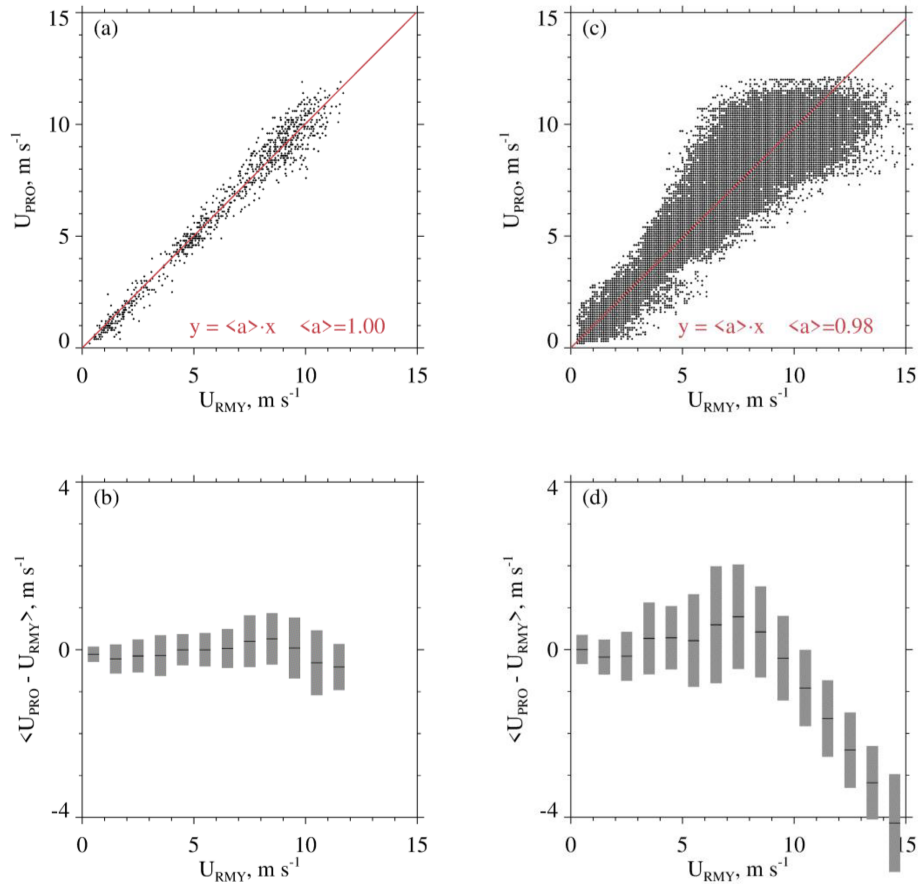 15
(a)
10
U_PRO, m s⁻¹
5
y = <a>·x <a>=1.00
0
0 5 10 15
U_RMY, m s⁻¹
15
(c)
10
U_PRO, m s⁻¹
5
y = <a>·x <a>=0.98
0
0 5 10 15
U_RMY, m s⁻¹
4
(b)
<U_PRO - U_RMY>, m s⁻¹
0
-4
0 5 10 15
U_RMY, m s⁻¹
4
(d)
<U_PRO - U_RMY>, m s⁻¹
0
-4
0 5 10 15
U_RMY, m s⁻¹